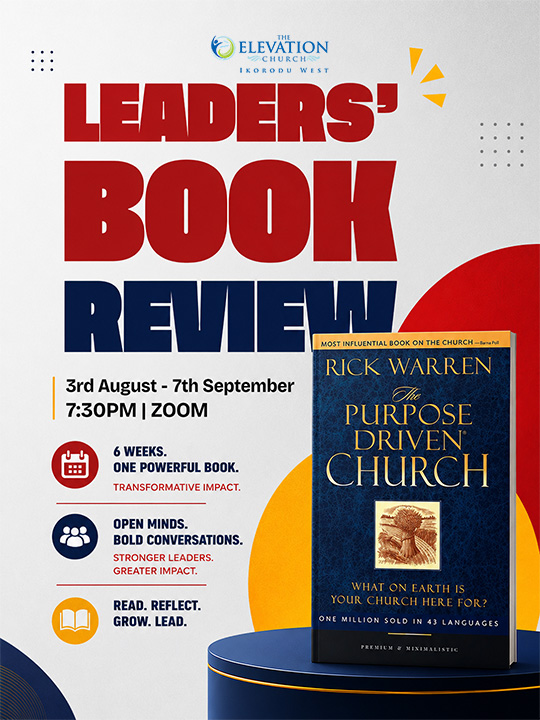 THE
ELEVATION
CHURCH
IKORODU WEST
LEADERS'
BOOK
REVIEW
3rd August - 7th September
7:30PM | ZOOM
6 WEEKS.
ONE POWERFUL BOOK.
TRANSFORMATIVE IMPACT.
OPEN MINDS.
BOLD CONVERSATIONS.
STRONGER LEADERS.
GREATER IMPACT.
READ. REFLECT.
GROW. LEAD.
MOST INFLUENTIAL BOOK ON THE CHURCH —Barna Poll
RICK WARREN
The
PURPOSE
DRIVEN®
CHURCH
WHAT ON EARTH IS
YOUR CHURCH HERE FOR?
ONE MILLION SOLD IN 43 LANGUAGES
PREMIUM & MINIMALISTIC